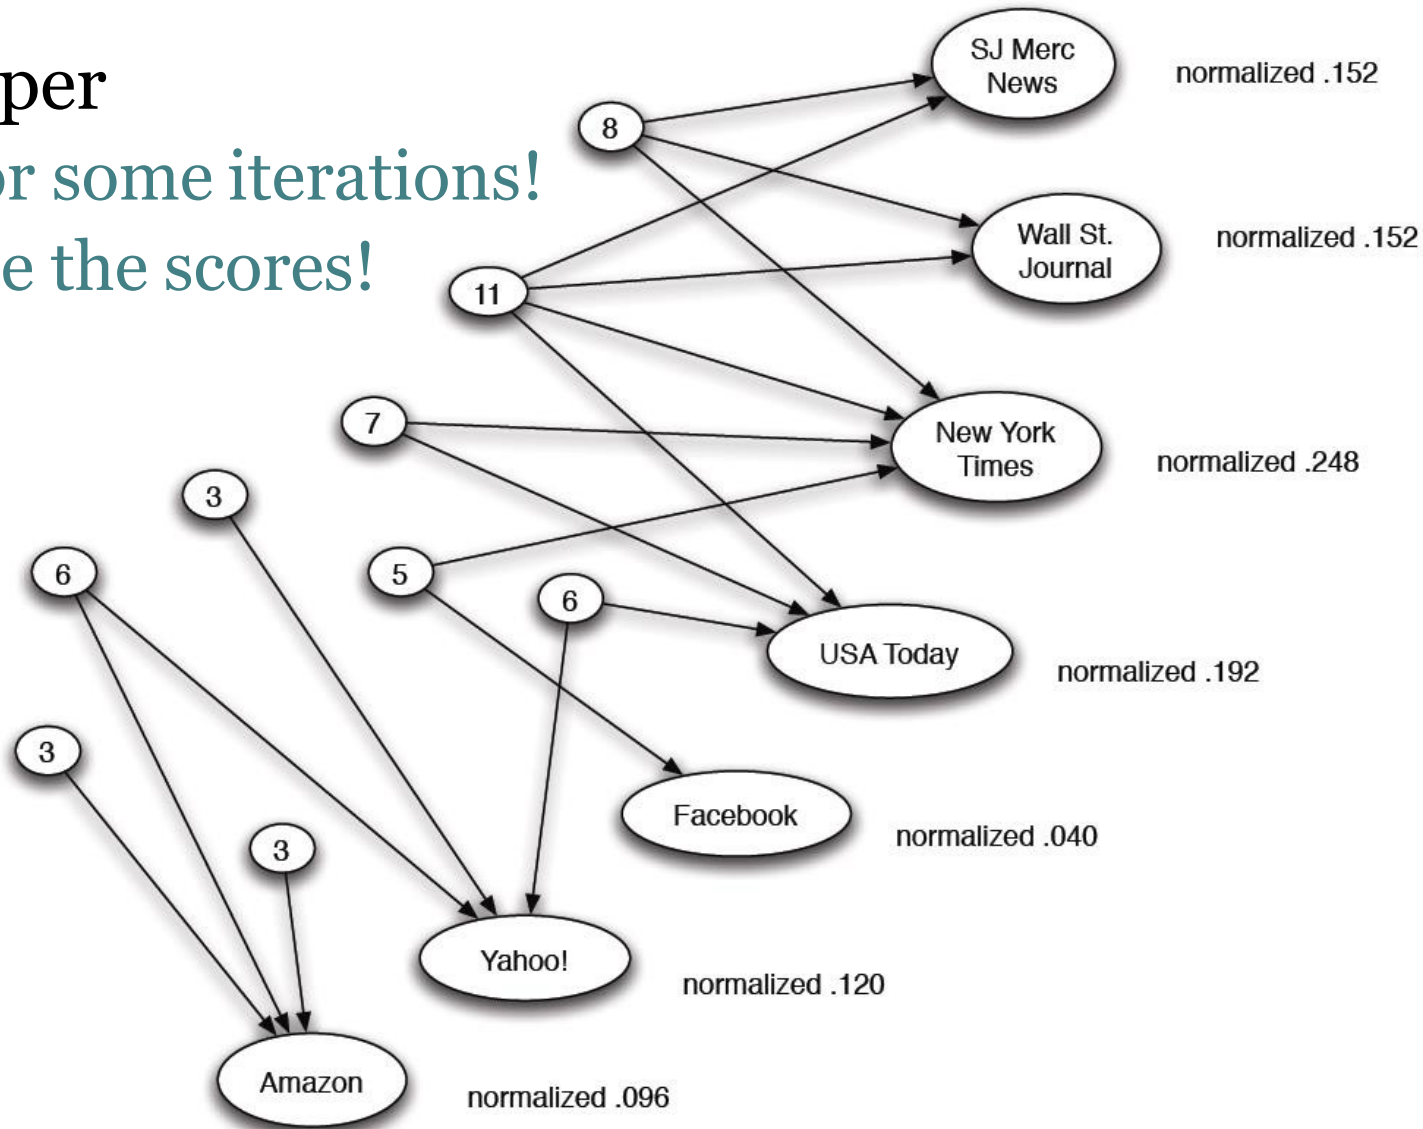 per
or some iterations!
e the scores!
SJ Merc
News
normalized .152
8
Wall St.
Journal
normalized .152
11
7
New York
Times
normalized .248
3
6
5
6
USA Today
normalized .192
3
Facebook
normalized .040
3
Yahoo!
normalized .120
Amazon
normalized .096